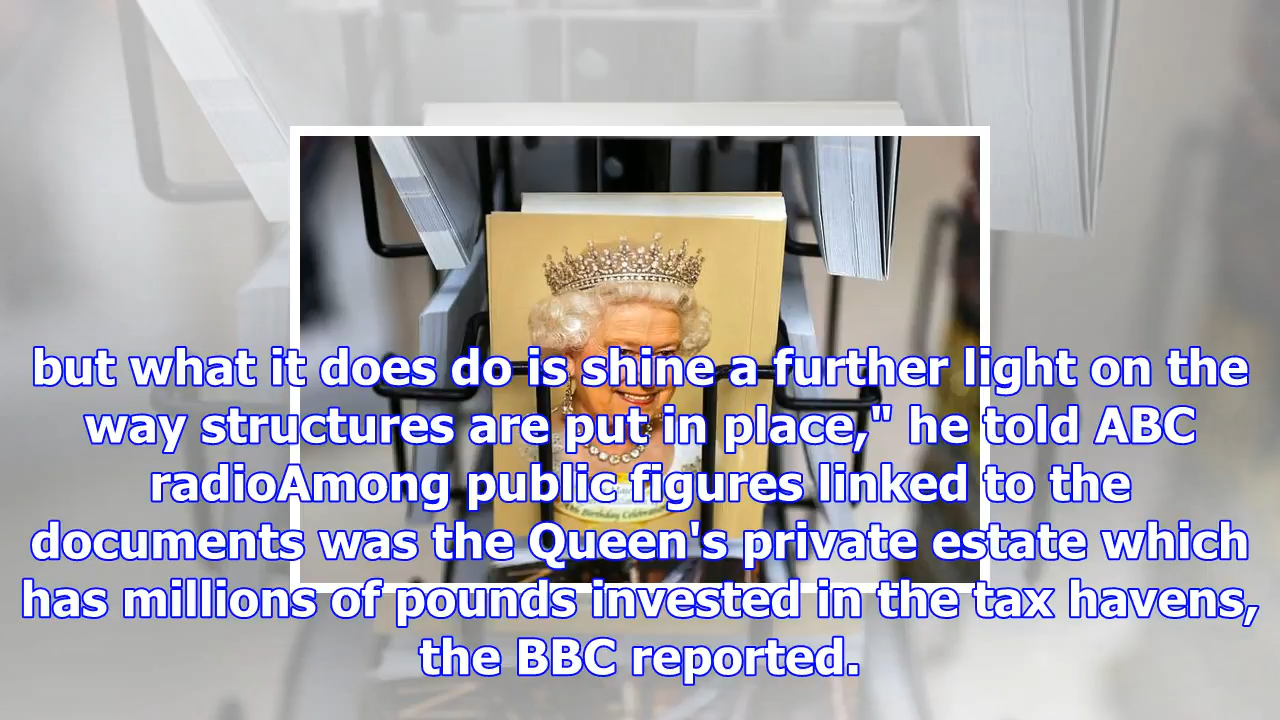 but what it does do is shine a further light on the
way structures are put in place," he told ABC
radioAmong public figures linked to the
documents was the Queen's private estate which
has millions of pounds invested in the tax havens,
the BBC reported.
Birthday Celebration